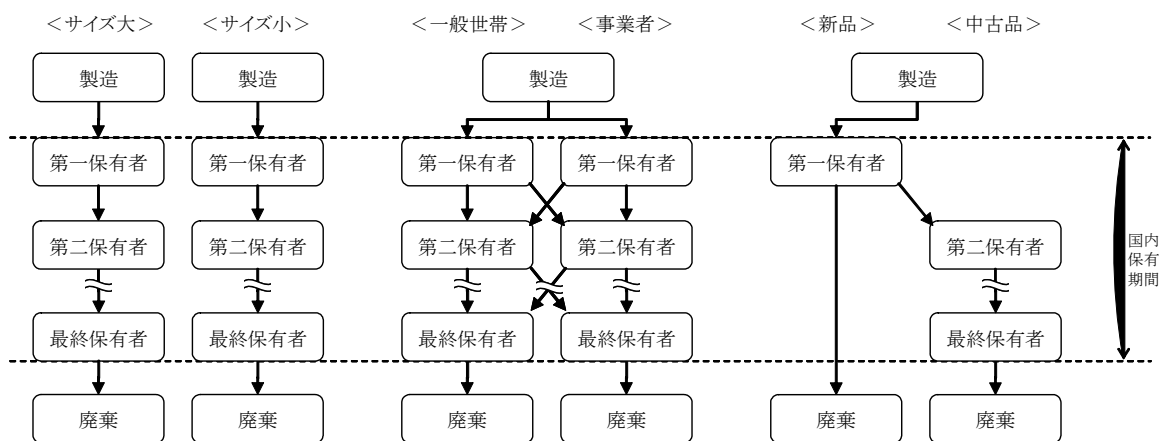 ＜サイズ大＞ ＜サイズ小＞ ＜一般世帯＞ ＜事業者＞ ＜新品＞ ＜中古品＞
製造 製造 製造 製造
第一保有者 第一保有者 第一保有者 第一保有者 第一保有者
第二保有者 第二保有者 第二保有者 第二保有者 第二保有者
国内
保有
期間
最終保有者 最終保有者 最終保有者 最終保有者 最終保有者
廃棄 廃棄 廃棄 廃棄 廃棄 廃棄